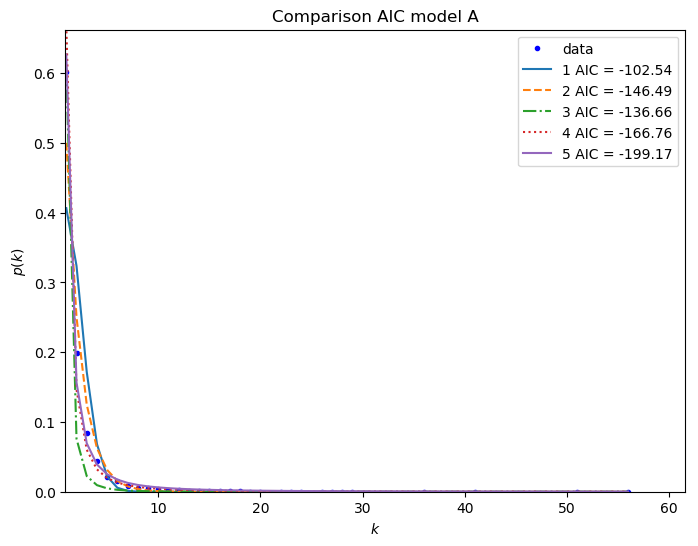 Comparison AIC model A
data
1 AIC = -102.54
2 AIC = -146.49
3 AIC = -136.66
4 AIC = -166.76
5 AIC = -199.17
p(k)
0.6
0.5
0.4
0.3
0.2
0.1
0.0
10 20 30 40 50 60
k